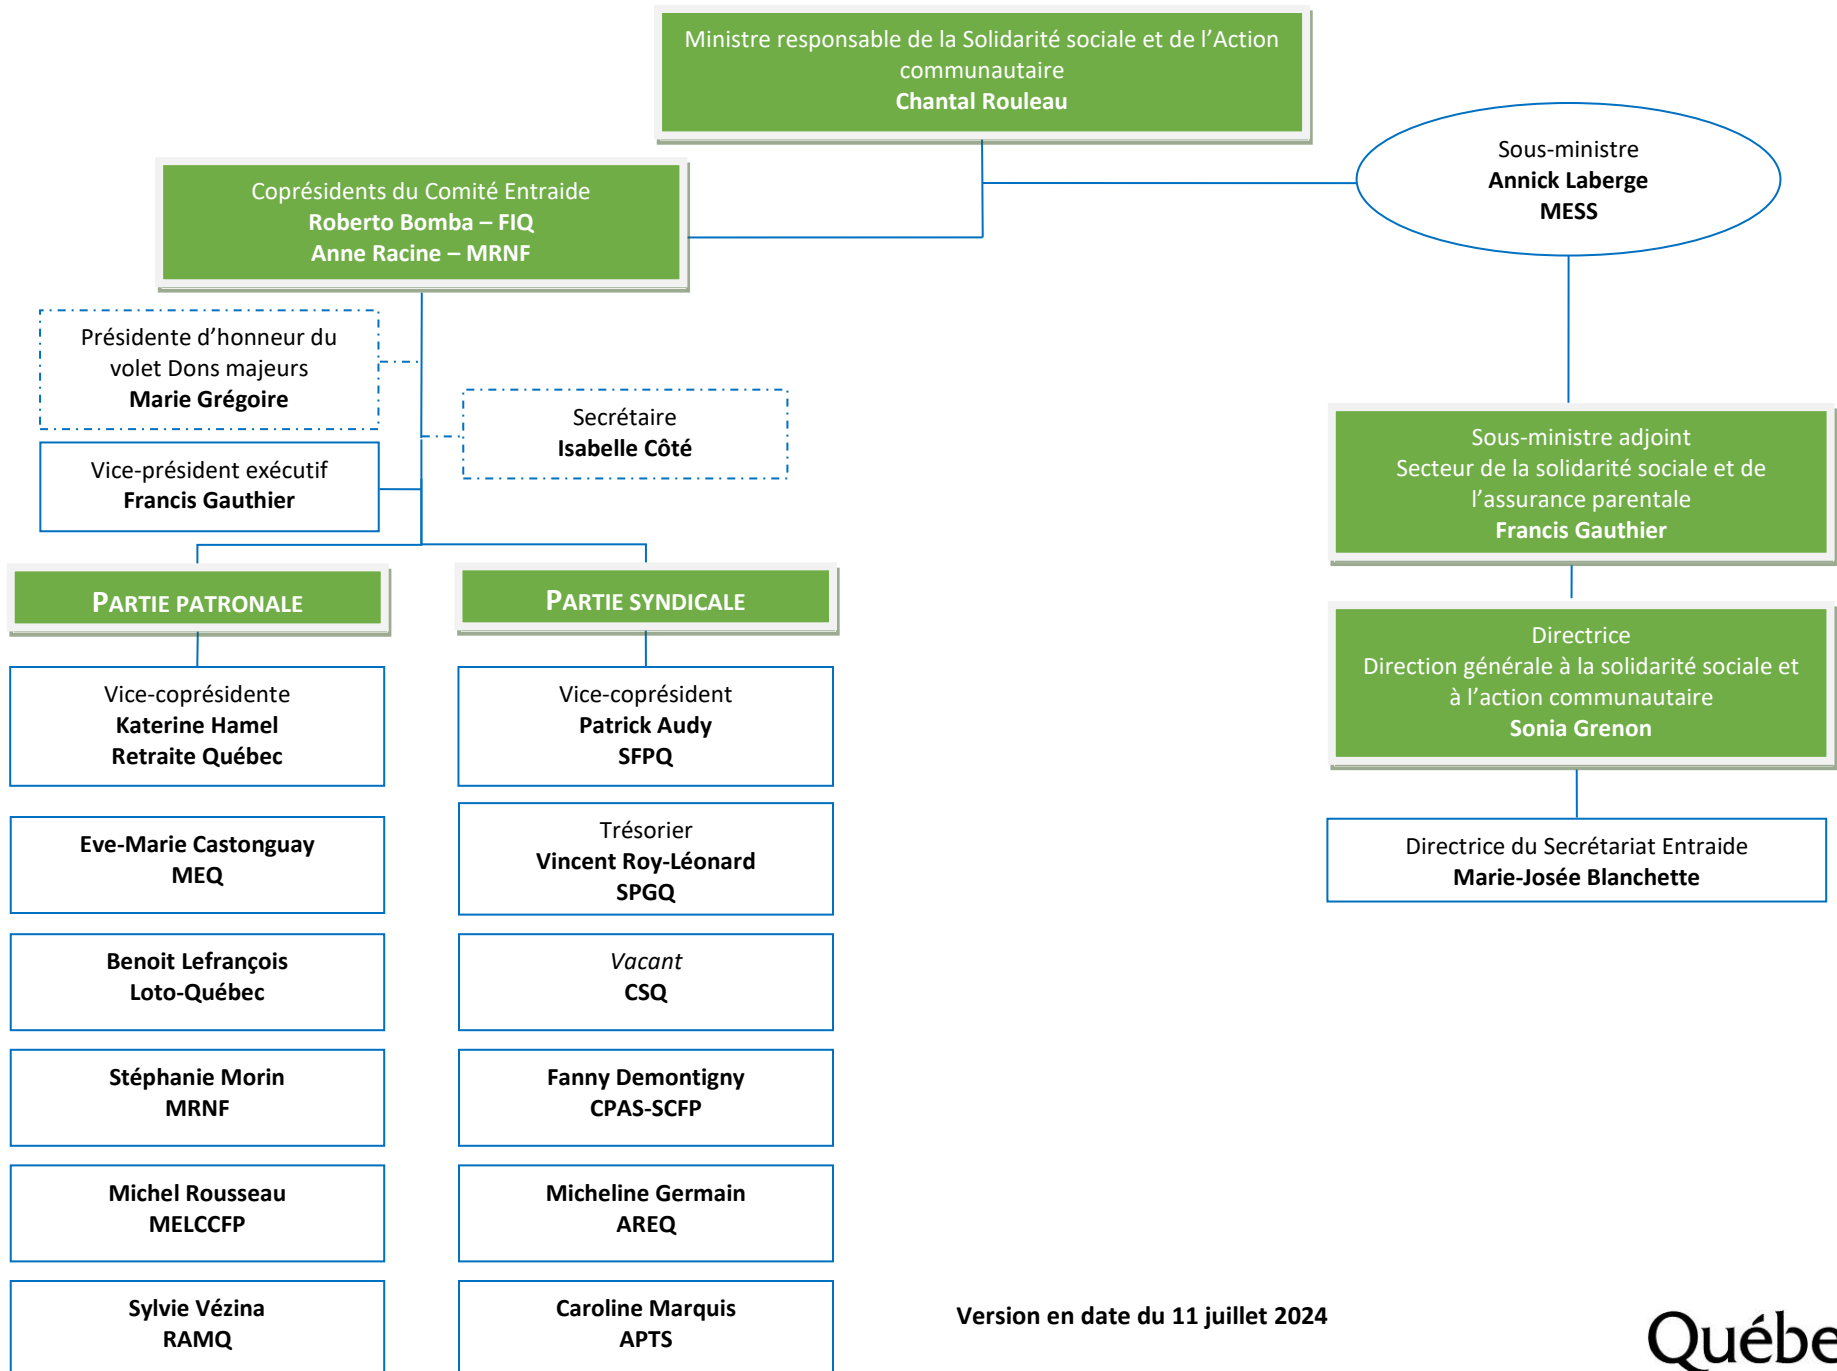 Ministre responsable de la Solidarité sociale et de l'Action
communautaire
Chantal Rouleau
Sous-ministre
Annick Laberge
MESS
Coprésidents du Comité Entraide
Roberto Bomba – FIQ
Anne Racine – MRNF
Présidente d'honneur du
volet Dons majeurs
Marie Grégoire
Secrétaire
Isabelle Côté
Vice-président exécutif
Francis Gauthier
Sous-ministre adjoint
Secteur de la solidarité sociale et de
l'assurance parentale
Francis Gauthier
PARTIE PATRONALE
PARTIE SYNDICALE
Directrice
Direction générale à la solidarité sociale et
à l'action communautaire
Sonia Grenon
Vice-coprésidente
Katerine Hamel
Retraite Québec
Vice-coprésident
Patrick Audy
SFPQ
Eve-Marie Castonguay
MEQ
Trésorier
Vincent Roy-Léonard
SPGQ
Directrice du Secrétariat Entraide
Marie-Josée Blanchette
Benoit Lefrançois
Loto-Québec
Vacant
CSQ
Stéphanie Morin
MRNF
Fanny Demontigny
CPAS-SCFP
Michel Rousseau
MELCCFP
Micheline Germain
AREQ
Sylvie Vézina
RAMQ
Caroline Marquis
APTS
Version en date du 11 juillet 2024
Québe